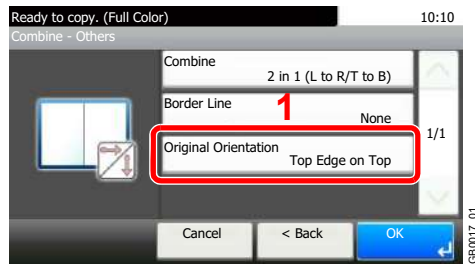 Ready to copy. (Full Color) 10:10
Combine - Others
Combine
2 in 1 (L to R/T to B)
Border Line
1
None
1/1
Original Orientation
Top Edge on Top
Cancel < Back OK
GB0017_01